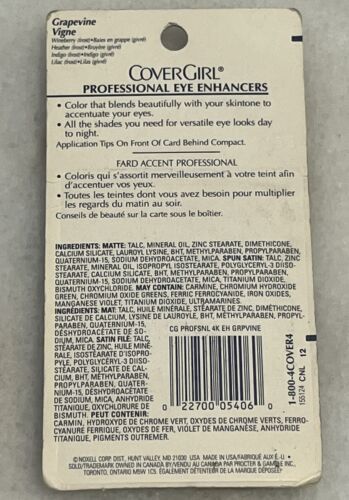 Grapevine
Vigne
Wineberry (frost)•Baies en grappe (givré)
Heather (frost)•Bruyère (givré)
Indigo (frost)•Indigo (givré)
Lilac (frost)•Lilas (givré)
COVERGIRL®
PROFESSIONAL EYE ENHANCERS
• Color that blends beautifully with your skintone to
accentuate your eyes.
• All the shades you need for versatile eye looks day
to night.
Application Tips On Front Of Card Behind Compact.
FARD ACCENT PROFESSIONAL
• Coloris qui s'assortit merveilleusement à votre teint afin
d'accentuer vos yeux.
• Toutes les teintes dont vous avez besoin pour multiplier
les regards du matin au soir.
Conseils de beauté sur la carte sous le boîtier.
INGREDIENTS: MATTE: TALC, MINERAL OIL, ZINC STEARATE, DIMETHICONE,
CALCIUM SILICATE, LAUROYL LYSINE, BHT, METHYLPARABEN, PROPYLPARABEN,
QUATERNIUM-15, SODIUM DEHYDROACETATE, MICA. SPUN SATIN: TALC, ZINC
STEARATE, MINERAL OIL, ISOPROPYL ISOSTEARATE, POLYGLYCERYL-3 DIISO-
STEARATE, CALCIUM SILICATE, BHT, METHYLPARABEN, PROPYLPARABEN,
QUATERNIUM-15, SODIUM DEHYDROACETATE, MICA, TITANIUM DIOXIDE,
BISMUTH OXYCHLORIDE. MAY CONTAIN: CARMINE, CHROMIUM HYDROXIDE
GREEN, CHROMIUM OXIDE GREENS, FERRIC FERROCYANIDE, IRON OXIDES,
MANGANESE VIOLET, TITANIUM DIOXIDE, ULTRAMARINES.
INGRÉDIENTS: MAT: TALC, HUILE MINÉRALE, STÉARATE DE ZINC, DIMÉTHICONE,
SILICATE DE CALCIUM, LYSINE DE LAUROYLE, BHT, MÉTHYLPARABEN, PROPYL-
PARABEN, QUATERNIUM-15,
DÉSHYDROACÉTATE DE SO-
DIUM, MICA. SATIN FILÉ: TALC,
STÉARATE DE ZINC, HUILE MINÉ-
RALE, ISOSTÉARATE D'ISOPRO-
PYLE, POLYGLYCÉRYL-3 DIISO-
STÉARATE, SILICATE DE CAL-
CIUM, BHT, MÉTHYLPARABEN,
PROPYLPARABEN, QUATER-
NIUM-15, DÉSHYDROACÉTATE
DE SODIUM, MICA, ANHYDRIDE
TITANIQUE, OXYCHLORURE DE
BISMUTH. PEUT CONTENIR:
CARMIN, HYDROXYDE DE CHROME VERT, OXYDES DE CHROME VERTS, FERRO-
CYANURE FERRIQUE, OXYDES DE FER, VIOLET DE MANGANÈSE, ANHYDRIDE
TITANIQUE, PIGMENTS OUTREMER.
CG PROFSNL 4K EH GRPVINE
0 22700 05406 0
1-800-4COVER4
155124 CNL 12
© NOXELL CORP. DIST., HUNT VALLEY, MD 21030 USA MADE IN USA/FABRIQUÉ AUX É.-U.
SOLD/TRADEMARK OWNED IN CANADA BY/VENDU AU CANADA PAR PROCTER & GAMBLE INC.,
TORONTO, ONTARIO M5W 1C5 ÉGALEMENT DÉTENTEUR DE LA MARQUE DÉPOSÉE